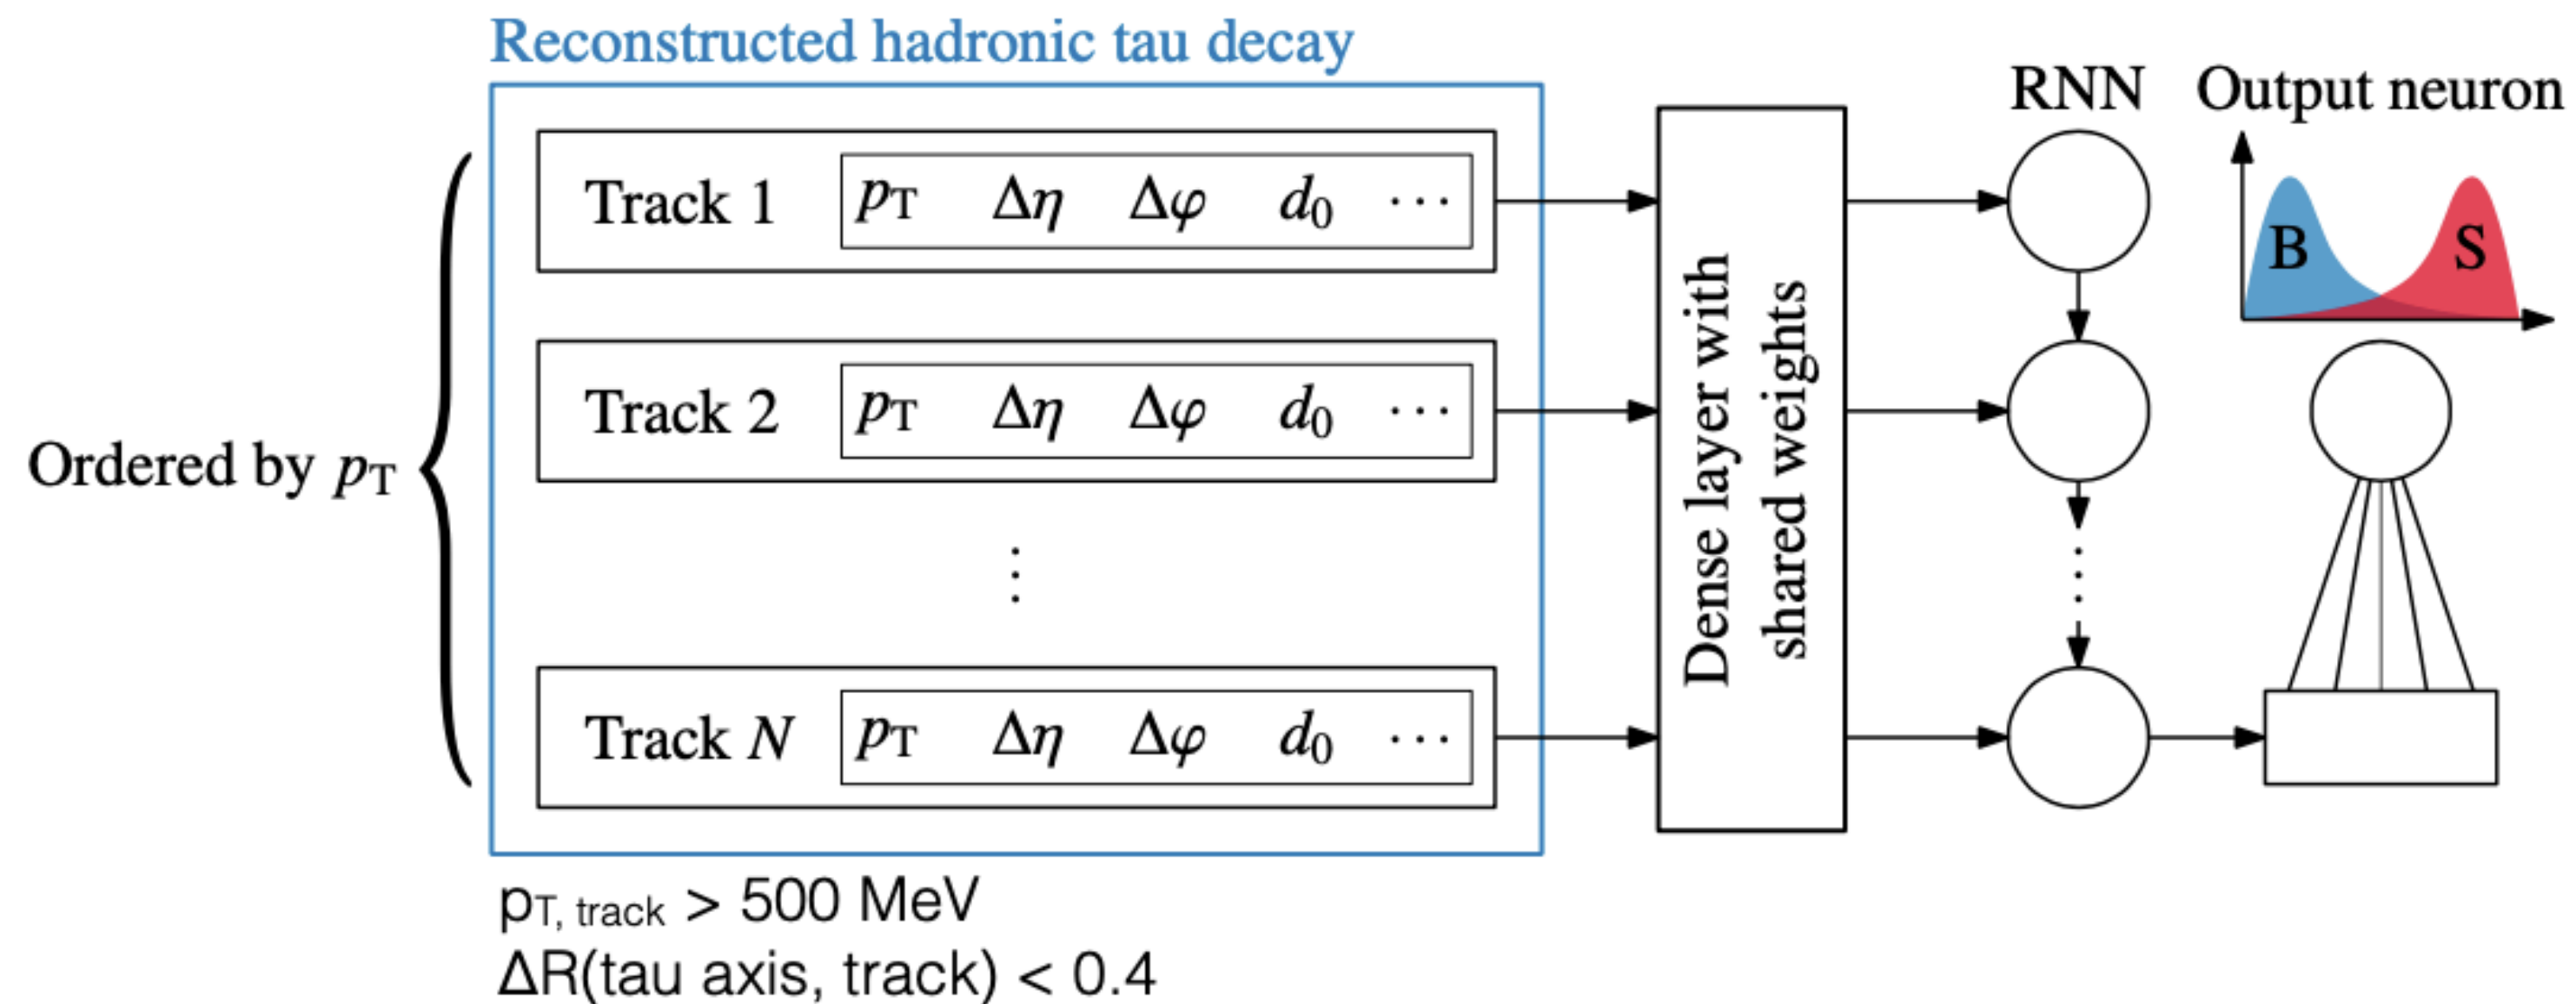 Reconstructed hadronic tau decay
RNN
Output neuron
Track 1 pT Δη Δφ d0 ···
B
S
Track 2 pT Δη Δφ d0 ···
Ordered by pT
⋮
Track N pT Δη Δφ d0 ···
Dense layer with
shared weights
pT, track > 500 MeV
ΔR(tau axis, track) < 0.4